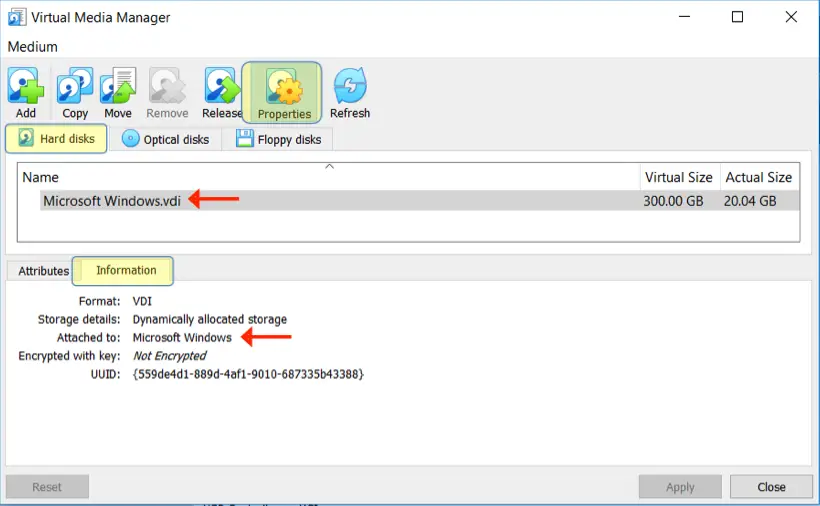 Virtual Media Manager
Medium
Add Copy Move Remove Release Properties Refresh
Hard disks Optical disks Floppy disks
Name Virtual Size Actual Size
Microsoft Windows.vdi 300.00 GB 20.04 GB
Attributes Information
Format: VDI
Storage details: Dynamically allocated storage
Attached to: Microsoft Windows
Encrypted with key: Not Encrypted
UUID: {559de4d1-889d-4af1-9010-687335b43388}
Reset Apply Close